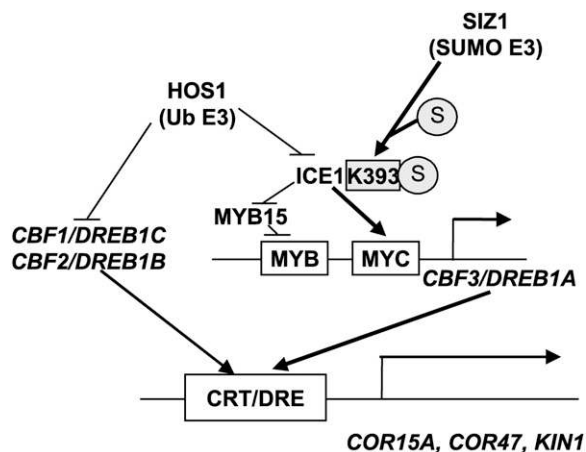 SIZ1
(SUMO E3)
HOS1
(Ub E3)
S
ICE1 K393 S
MYB15
CBF1/DREB1C
CBF2/DREB1B
MYB MYC
CBF3/DREB1A
CRT/DRE
COR15A, COR47, KIN1